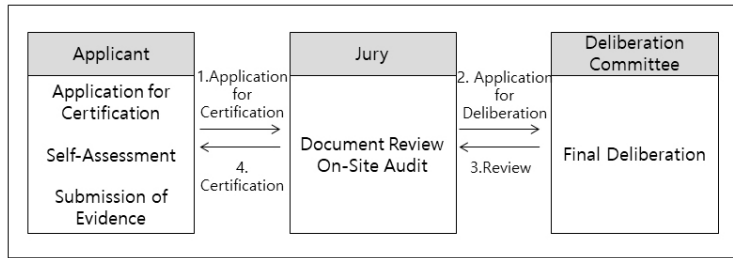 Applicant
Application for
Certification
Self-Assessment
Submission of
Evidence
1.Application
for
Certification
4.
Certification
Jury
Document Review
On-Site Audit
2. Application
for
Deliberation
3.Review
Deliberation
Committee
Final Deliberation